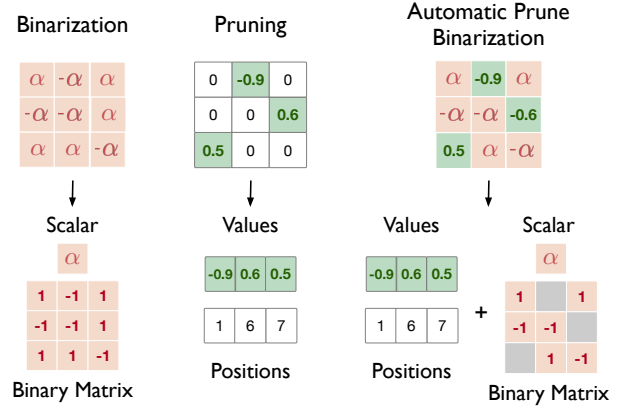 Binarization
α -α α
-α -α α
α α -α
Scalar
α
1 -1 1
-1 -1 1
1 1 -1
Binary Matrix
Pruning
0 -0.9 0
0 0 0.6
0.5 0 0
Values
-0.9 0.6 0.5
1 6 7
Positions
Automatic Prune
Binarization
α -0.9 α
-α -α -0.6
0.5 α -α
Values
-0.9 0.6 0.5
1 6 7
Positions
+
Scalar
α
1 1
-1 -1
1 -1
Binary Matrix